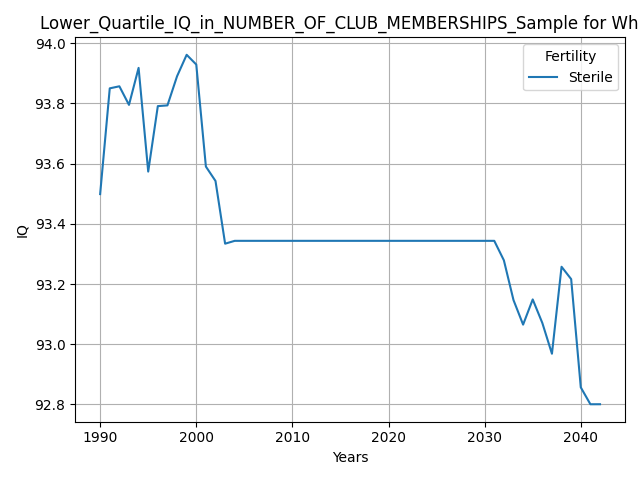 Lower_Quartile_IQ_in_NUMBER_OF_CLUB_MEMBERSHIPS_Sample for Wh
Fertility
Sterile
94.0
93.8
93.6
93.4
93.2
93.0
92.8
IQ
1990 2000 2010 2020 2030 2040
Years